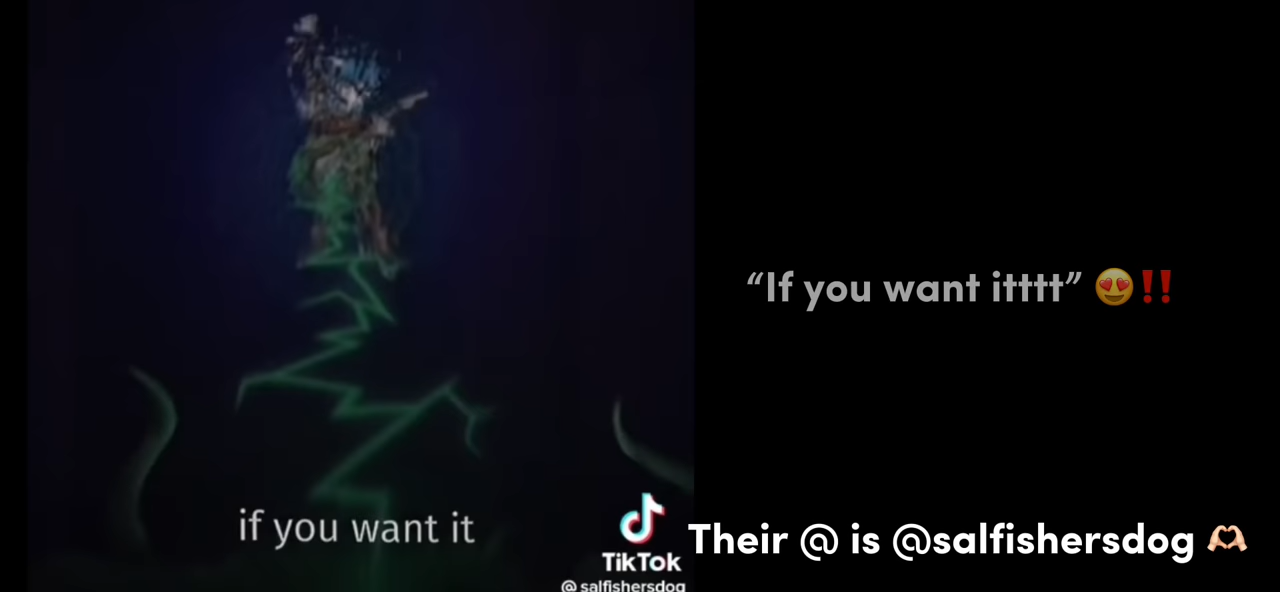 “If you want itttt” 😍‼️
if you want it
TikTok
@salfishersdog
Their @ is @salfishersdog 🫶🏻